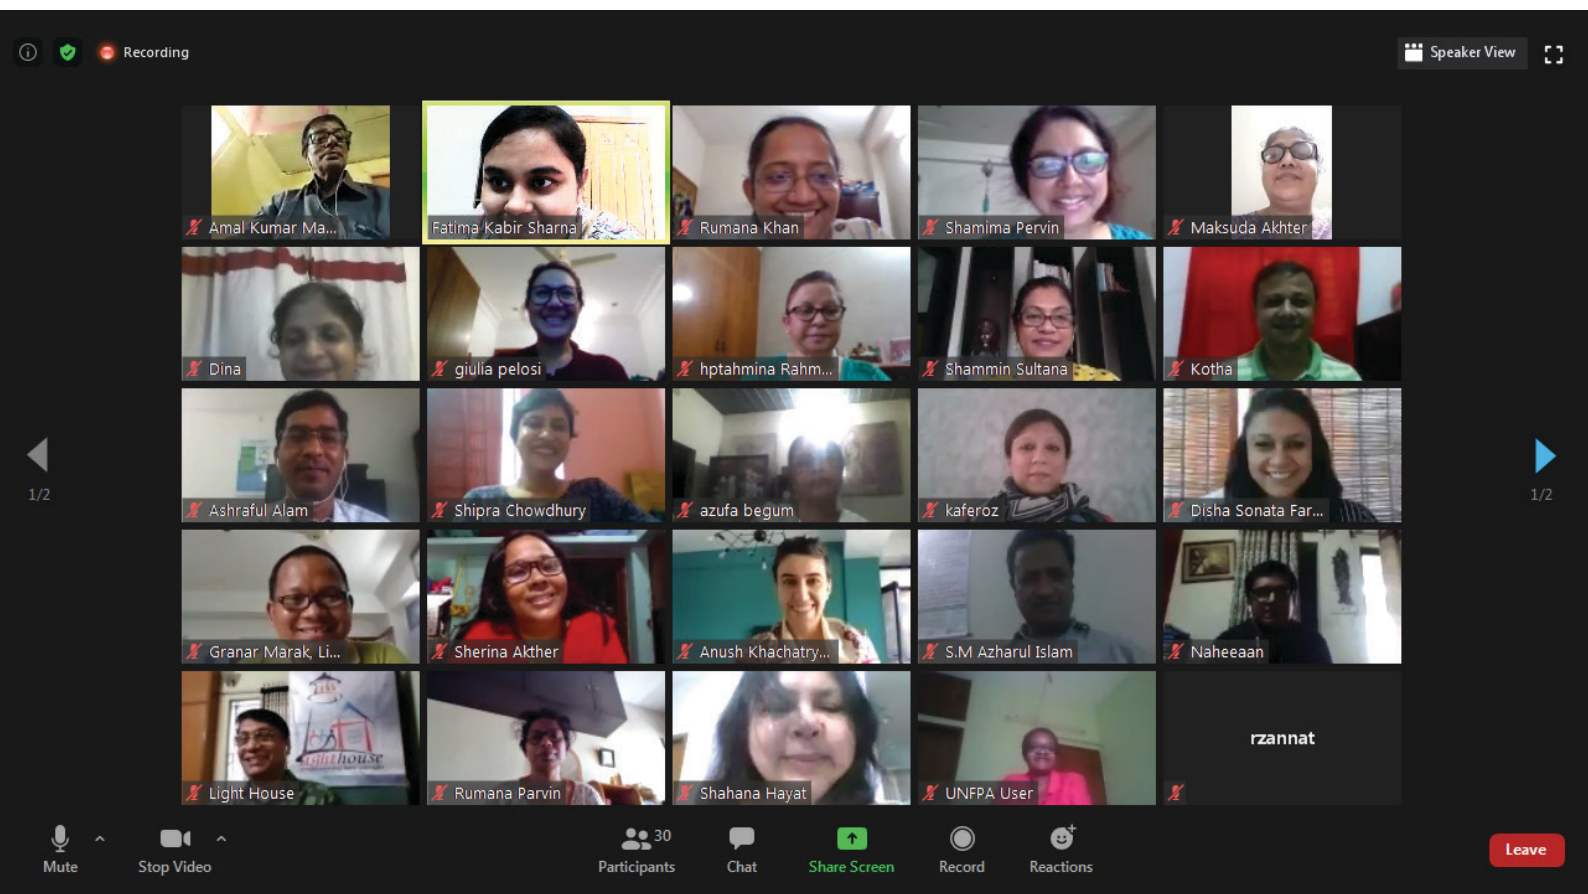 Recording
Speaker View
Amal Kumar Ma...
Fatima Kabir Sharna
Rumana Khan
Shamima Pervin
Maksuda Akhter
Dina
giulia pelosi
hptahmina Rahm...
Shammin Sultana
Kotha
Ashraful Alam
Shipra Chowdhury
azufa begum
kaferoz
Disha Sonata Far...
1/2
1/2
Granar Marak, Li...
Sherina Akther
Anush Khachatry...
S.M Azharul Islam
Naheeaan
lighthouse
rzannat
Light House
Rumana Parvin
Shahana Hayat
UNFPA User
30
Mute
Stop Video
Participants
Chat
Share Screen
Record
Reactions
Leave